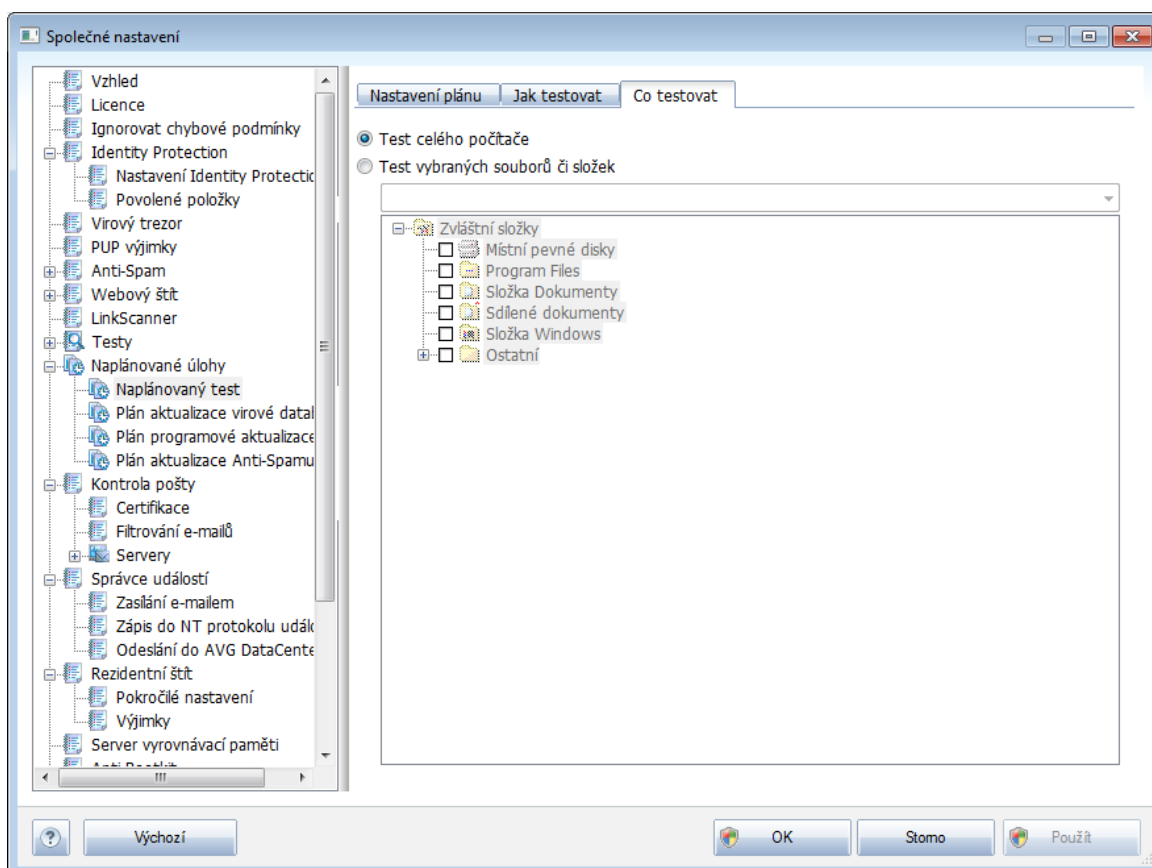 Společné nastavení
Vzhled
Licence
Ignorovat chybové podmínky
Identity Protection
Nastavení Identity Protectic
Povolené položky
Virový trezor
PUP výjimky
Anti-Spam
Webový štít
LinkScanner
Testy
Naplánované úlohy
Naplánovaný test
Plán aktualizace virové datal
Plán programové aktualizace
Plán aktualizace Anti-Spamu
Kontrola pošty
Certifikace
Filtrování e-mailů
Servery
Správce událostí
Zasílání e-mailem
Zápis do NT protokolu udál
Odeslání do AVG DataCente
Rezidentní štít
Pokročilé nastavení
Výjimky
Server vyrovnávací paměti
Anti-Rootkit
Nastavení plánu
Jak testovat
Co testovat
Test celého počítače
Test vybraných souborů či složek
Zvláštní složky
Místní pevné disky
Program Files
Složka Dokumenty
Sdílené dokumenty
Složka Windows
Ostatní
Výchozí
OK
Storno
Použít